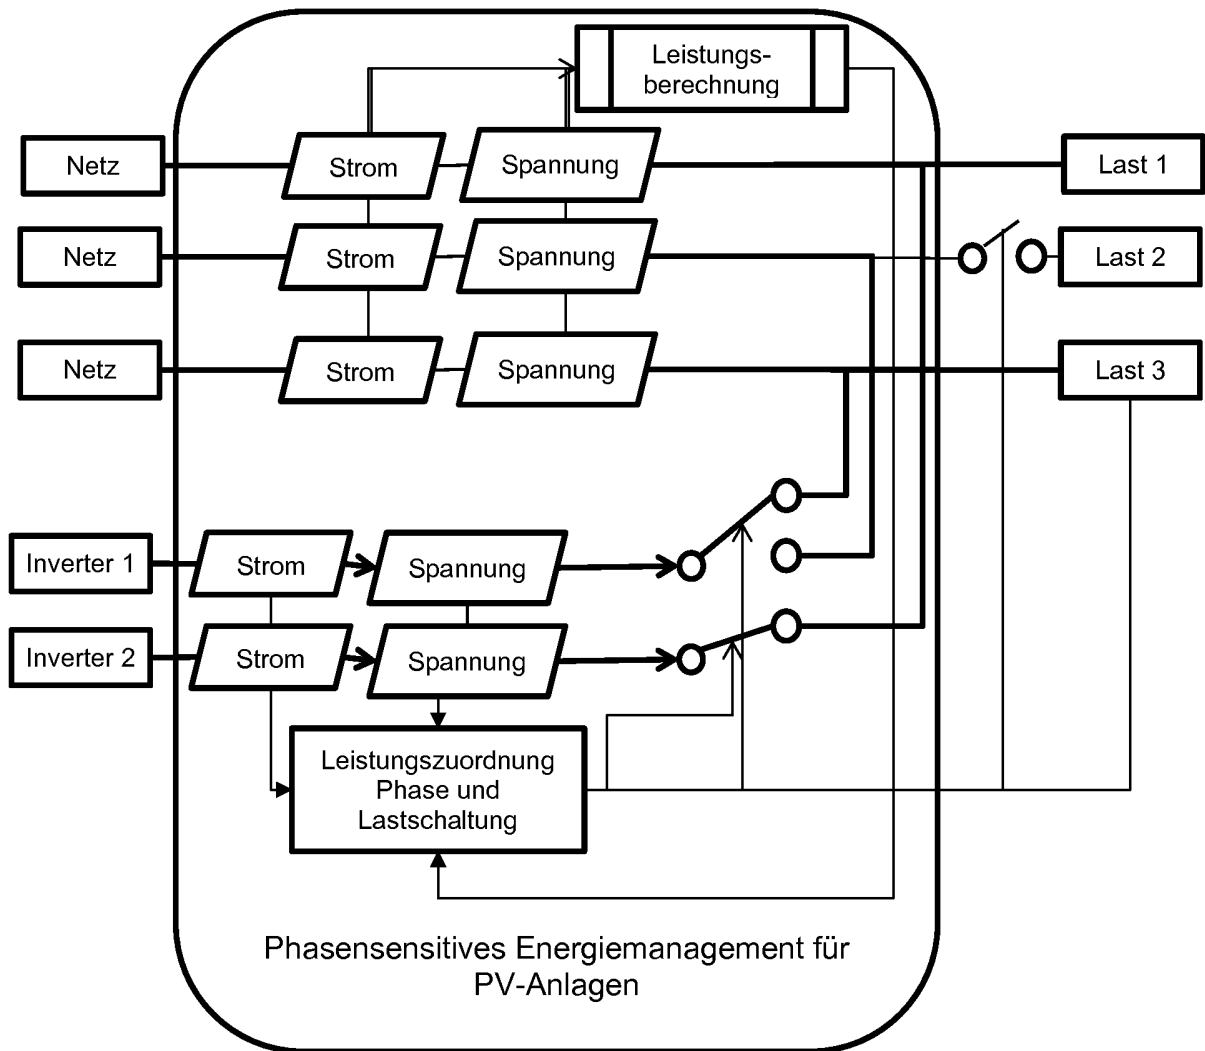 Leistungs-
berechnung
Netz
Strom
Spannung
Last 1
Netz
Strom
Spannung
Last 2
Netz
Strom
Spannung
Last 3
Inverter 1
Strom
Spannung
Inverter 2
Strom
Spannung
Leistungszuordnung
Phase und
Lastschaltung
Phasensensitives Energiemanagement für
PV-Anlagen